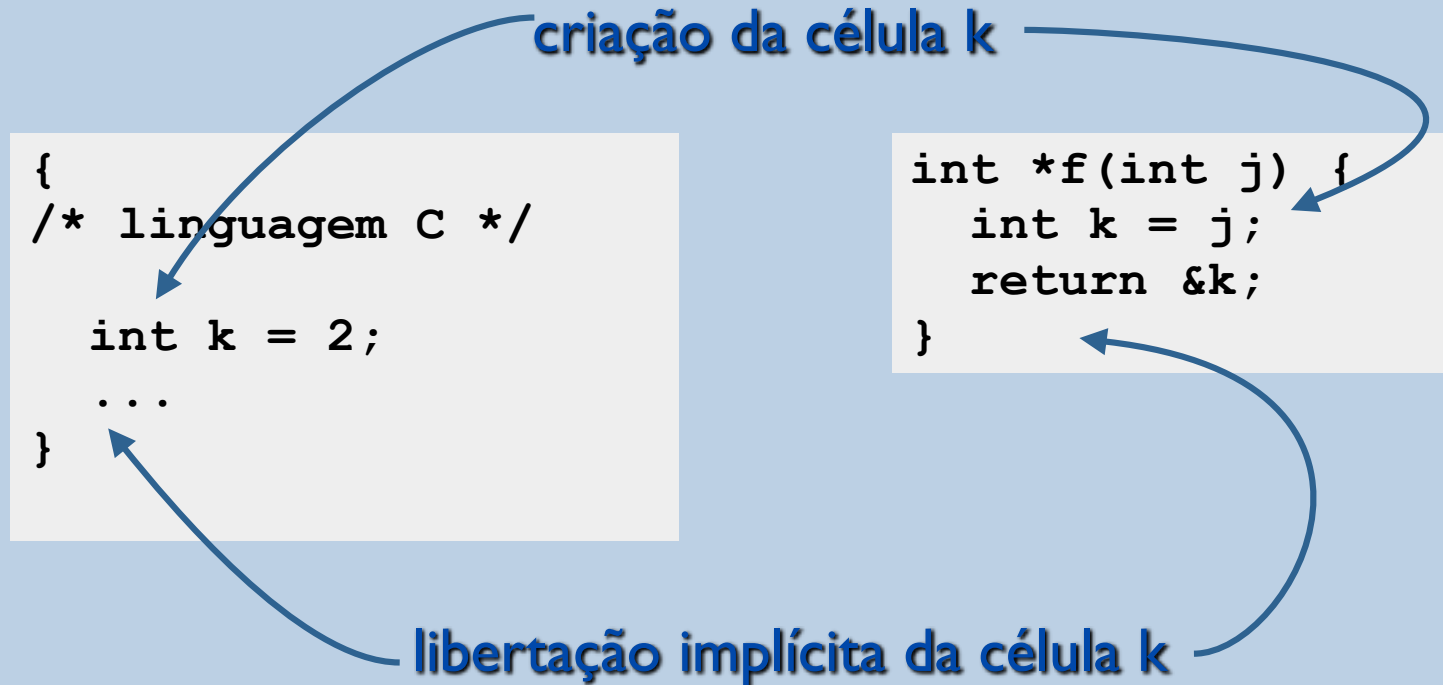 criação da célula k
{
/* linguagem C */
int k = 2;
...
}
int *f(int j) {
int k = j;
return &k;
}
libertação implícita da célula k